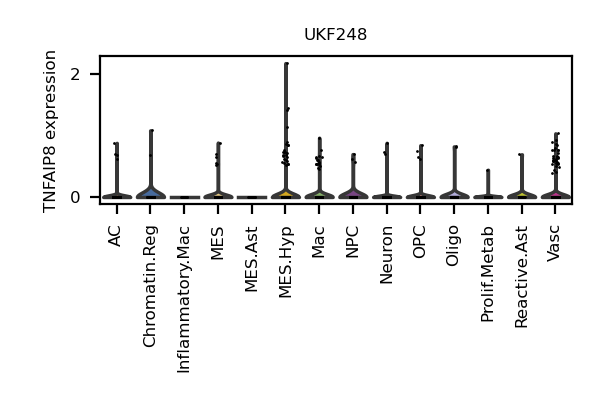 UKF248
TNFAIP8 expression
2
0
AC
Chromatin.Reg
Inflammatory.Mac
MES
MES.Ast
MES.Hyp
Mac
NPC
Neuron
OPC
Oligo
Prolif.Metab
Reactive.Ast
Vasc